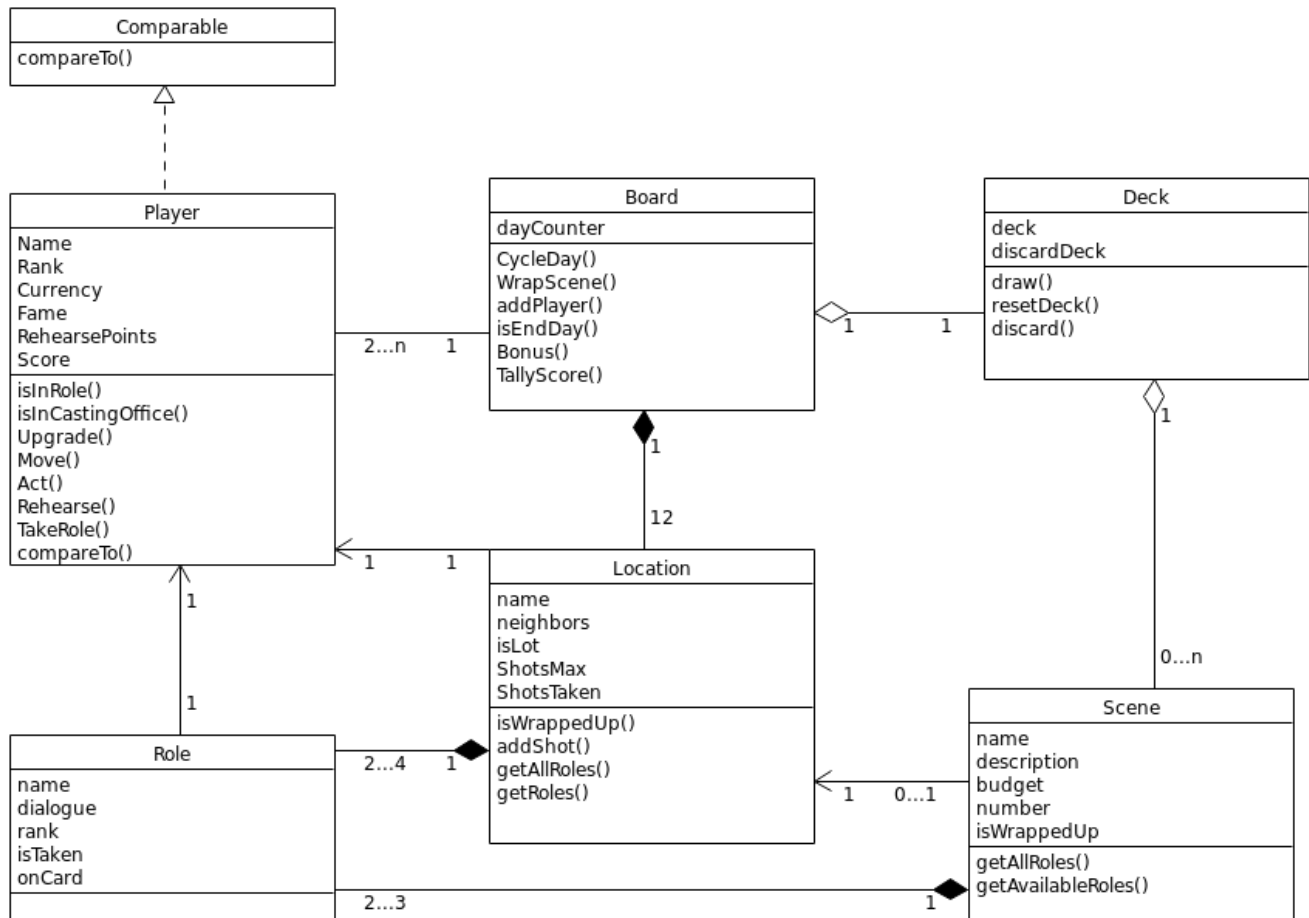 Comparable
compareTo()
Player
Name
Rank
Currency
Fame
RehearsePoints
Score
isInRole()
isInCastingOffice()
Upgrade()
Move()
Act()
Rehearse()
TakeRole()
compareTo()
2...n 1
Board
dayCounter
CycleDay()
WrapScene()
addPlayer()
isEndDay()
Bonus()
TallyScore()
1 1
Deck
deck
discardDeck
draw()
resetDeck()
discard()
1
12
1
0...n
1 1
Location
name
neighbors
isLot
ShotsMax
ShotsTaken
isWrappedUp()
addShot()
getAllRoles()
getRoles()
1
1
2...4 1
1 0...1
Role
name
dialogue
rank
isTaken
onCard
2...3 1
Scene
name
description
budget
number
isWrappedUp
getAllRoles()
getAvailableRoles()